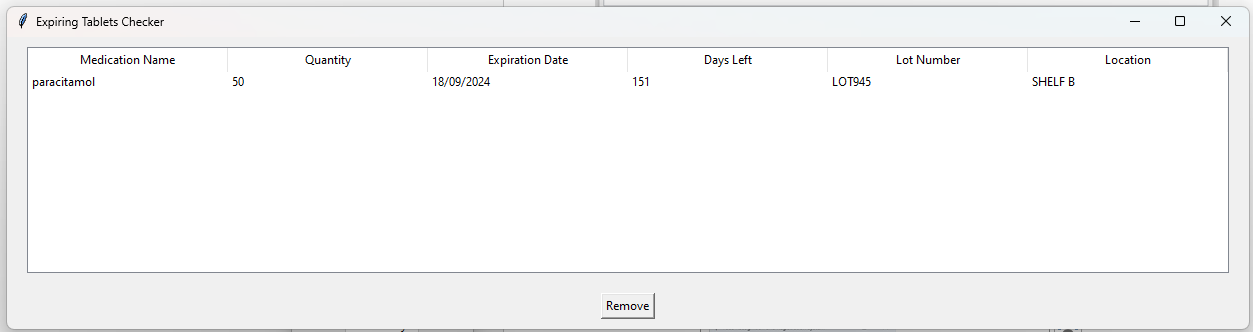 Expiring Tablets Checker
Medication Name Quantity Expiration Date Days Left Lot Number Location
paracitamol 50 18/09/2024 151 LOT945 SHELF B
Remove